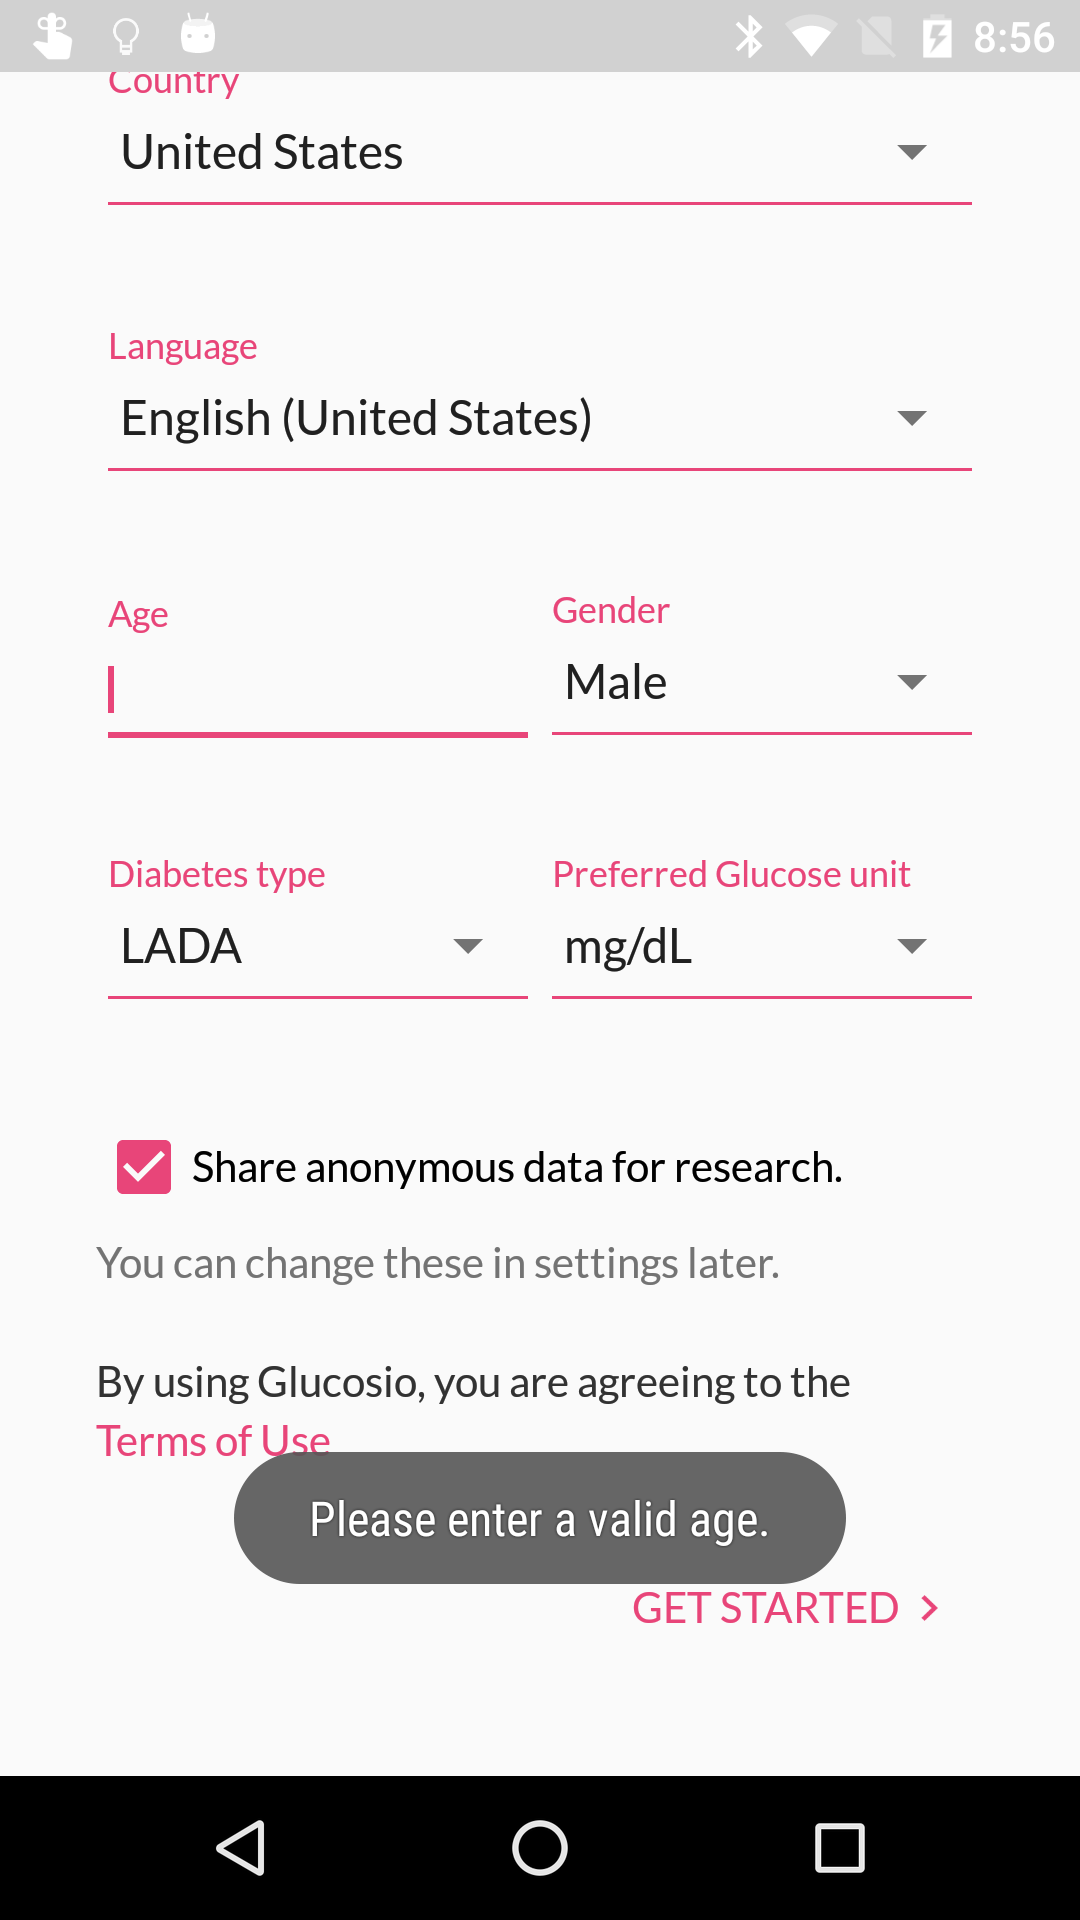 8:56
Country
United States
Language
English (United States)
Age
Gender
Male
Diabetes type
Preferred Glucose unit
LADA
mg/dL
Share anonymous data for research.
You can change these in settings later.
By using Glucosio, you are agreeing to the
Terms of Use
Please enter a valid age.
GET STARTED